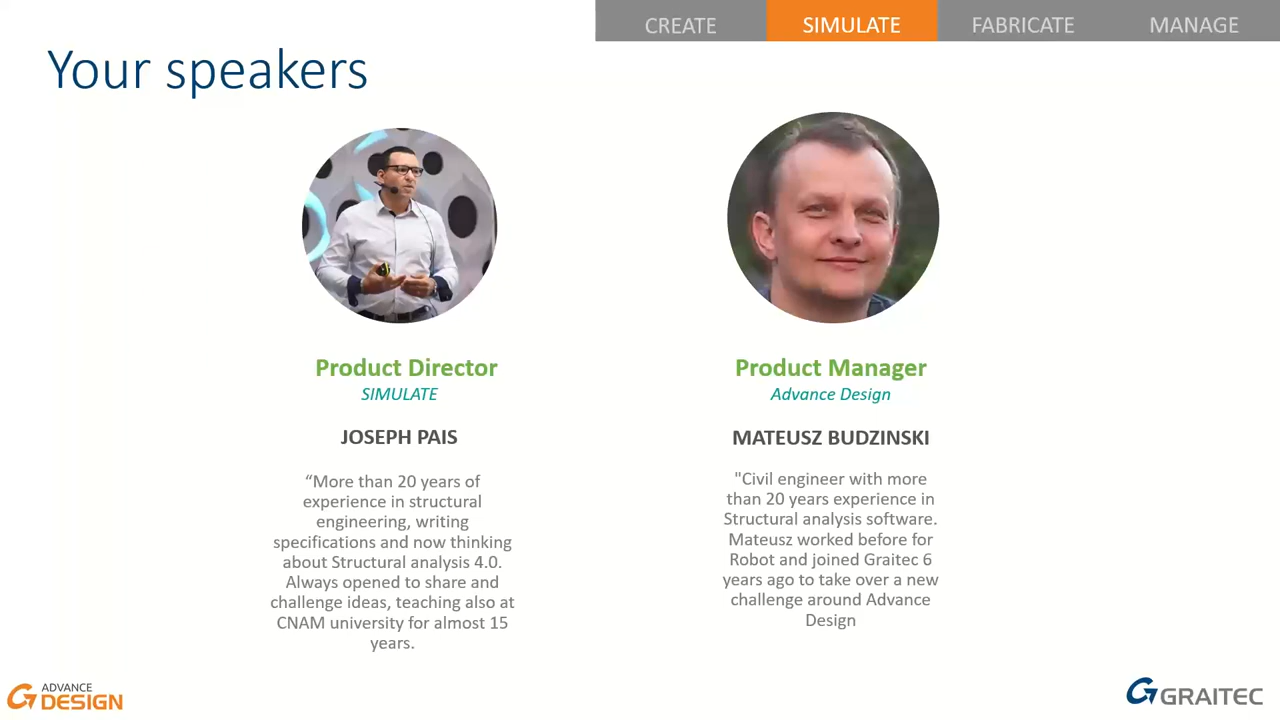 CREATE
SIMULATE
FABRICATE
MANAGE
Your speakers
Product Director
SIMULATE
JOSEPH PAIS
“More than 20 years of
experience in structural
engineering, writing
specifications and now thinking
about Structural analysis 4.0.
Always opened to share and
challenge ideas, teaching also at
CNAM university for almost 15
years.
Product Manager
Advance Design
MATEUSZ BUDZINSKI
"Civil engineer with more
than 20 years experience in
Structural analysis software.
Mateusz worked before for
Robot and joined Graitec 6
years ago to take over a new
challenge around Advance
Design
ADVANCE
DESIGN
GRAITEC